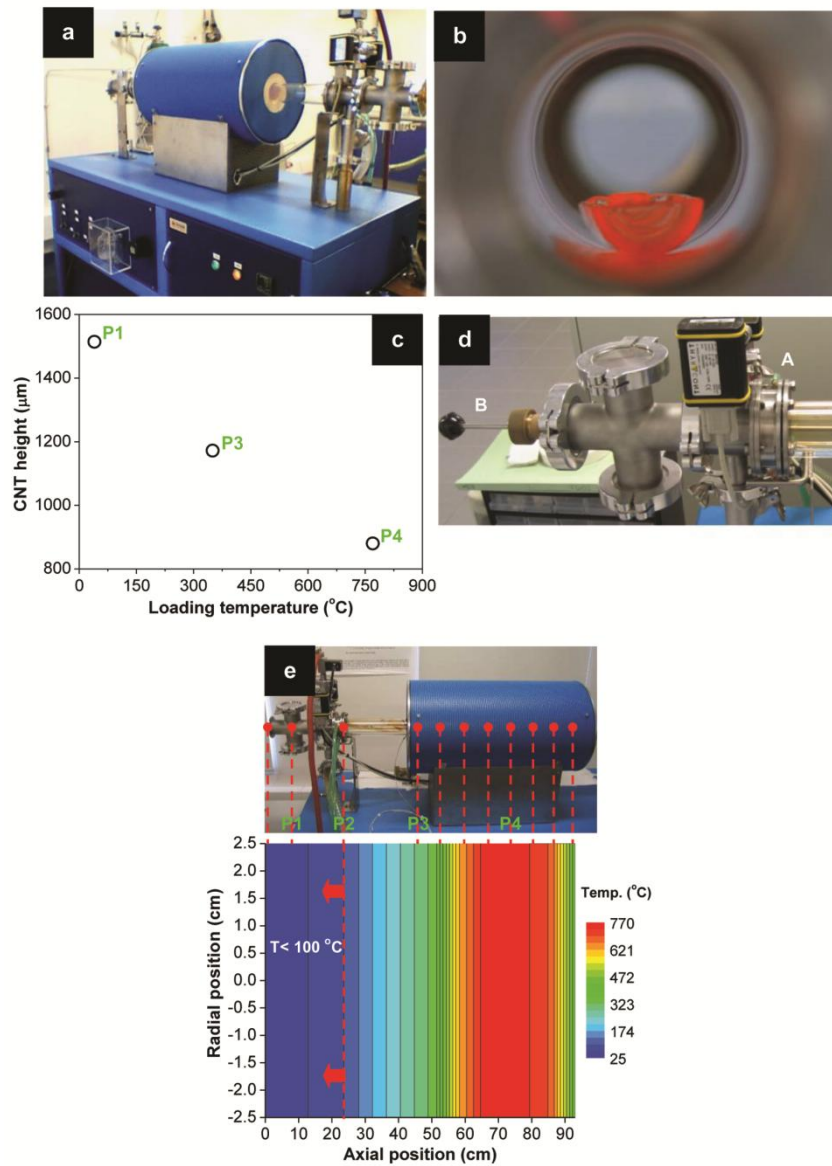 a
b
c
CNT height (μm)
1600
1400
1200
1000
800
P1
P3
P4
0 150 300 450 600 750 900
Loading temperature (°C)
d
A
B
e
P1 P2 P3 P4
Radial position (cm)
2.5
2.0
1.5
1.0
0.5
0.0
-0.5
-1.0
-1.5
-2.0
-2.5
T< 100 °C
0 10 20 30 40 50 60 70 80 90
Axial position (cm)
Temp. (°C)
770
621
472
323
174
25